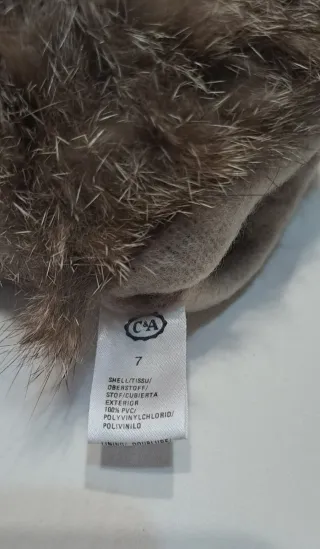 C&A
7
SHELL/TISSU/
OBERSTOFF/
STOF/CUBIERTA
EXTERIOR
100% PVC/
POLYVINYLCHLORID/
POLIVINILO